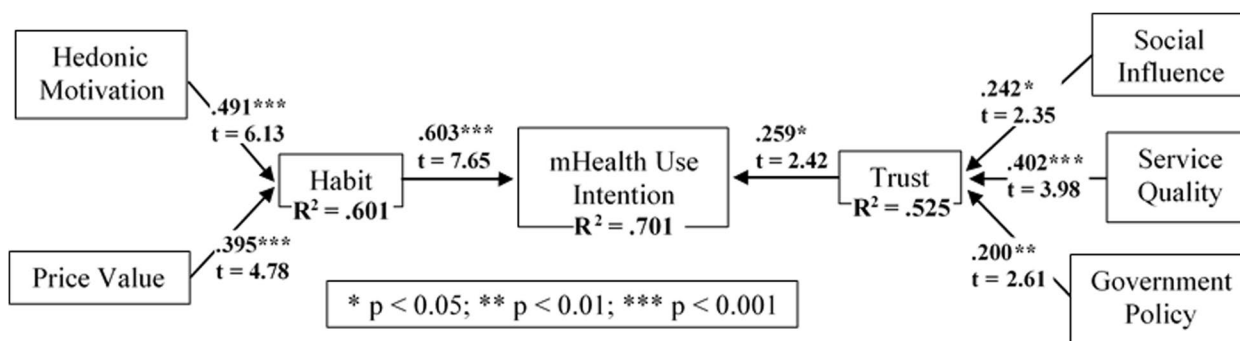 Hedonic
Motivation
.491***
t = 6.13
Price Value
.395***
t = 4.78
Habit
R² = .601
.603***
t = 7.65
mHealth Use
Intention
R² = .701
.259*
t = 2.42
Trust
R² = .525
Social
Influence
.242*
t = 2.35
Service
Quality
.402***
t = 3.98
Government
Policy
.200**
t = 2.61
* p < 0.05; ** p < 0.01; *** p < 0.001